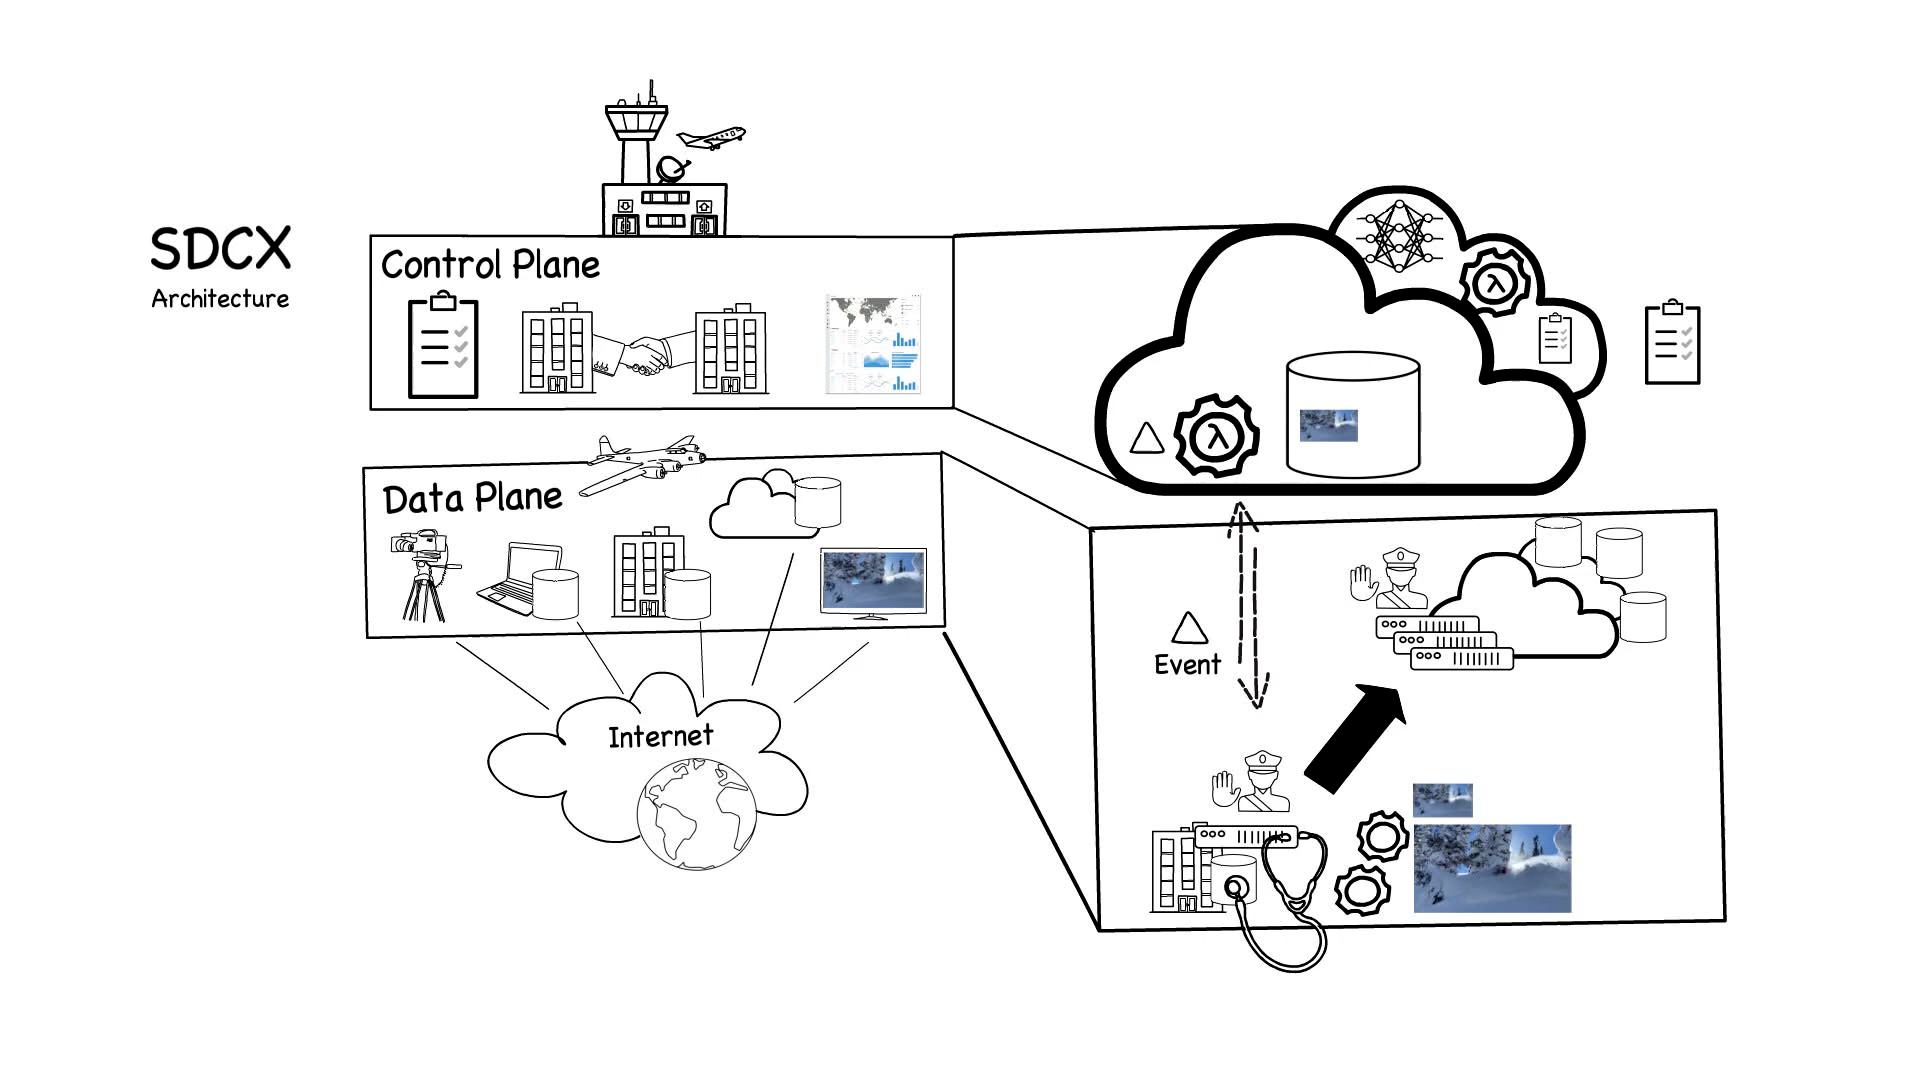 SDCX
Architecture
Control Plane
λ
λ
Data Plane
Event
Internet